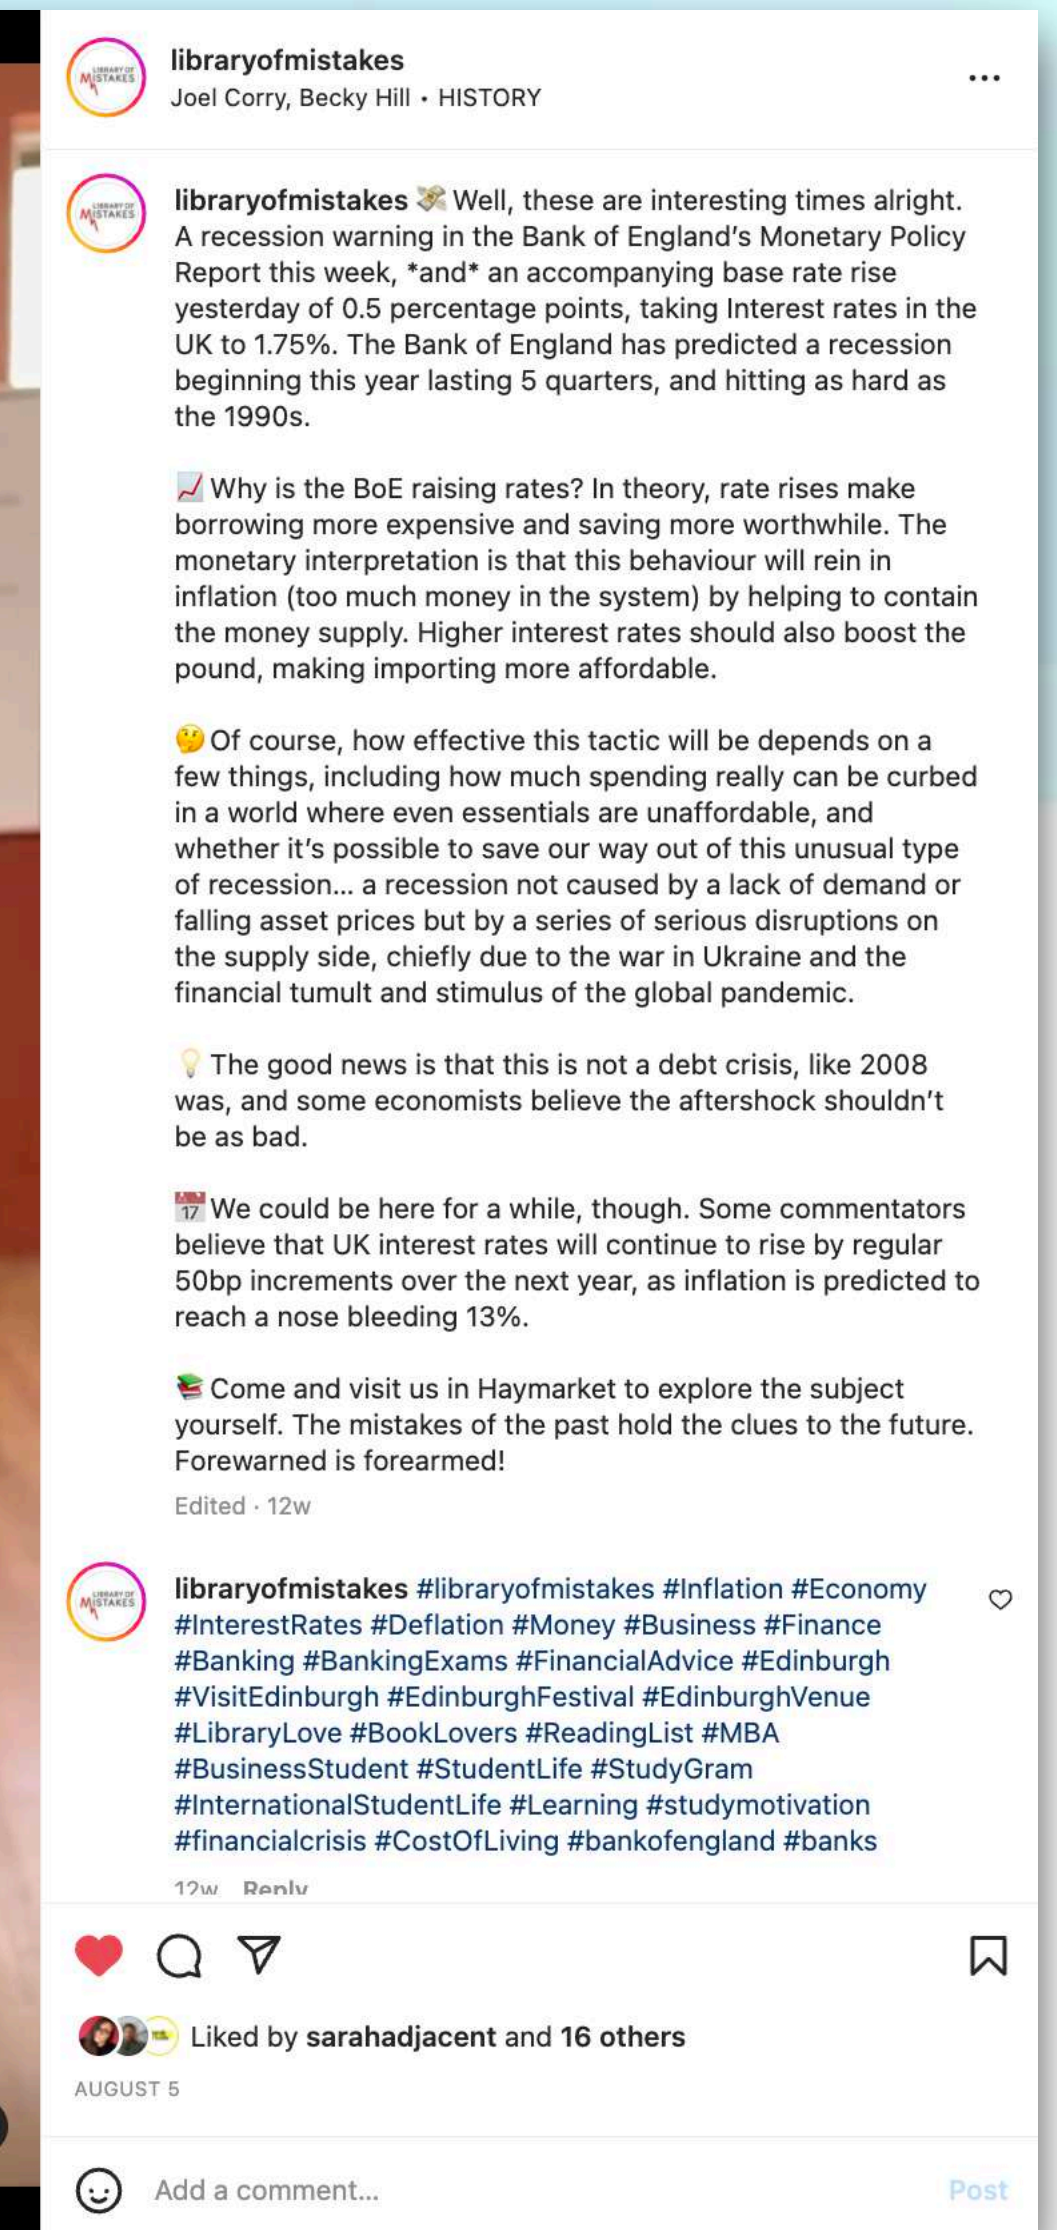 libraryofmistakes
Joel Corry, Becky Hill • HISTORY
LIBRARY OF
MISTAKES
LIBRARY OF
MISTAKES
libraryofmistakes 💸 Well, these are interesting times alright.
A recession warning in the Bank of England’s Monetary Policy
Report this week, *and* an accompanying base rate rise
yesterday of 0.5 percentage points, taking Interest rates in the
UK to 1.75%. The Bank of England has predicted a recession
beginning this year lasting 5 quarters, and hitting as hard as
the 1990s.
📈 Why is the BoE raising rates? In theory, rate rises make
borrowing more expensive and saving more worthwhile. The
monetary interpretation is that this behaviour will rein in
inflation (too much money in the system) by helping to contain
the money supply. Higher interest rates should also boost the
pound, making importing more affordable.
🤔 Of course, how effective this tactic will be depends on a
few things, including how much spending really can be curbed
in a world where even essentials are unaffordable, and
whether it’s possible to save our way out of this unusual type
of recession... a recession not caused by a lack of demand or
falling asset prices but by a series of serious disruptions on
the supply side, chiefly due to the war in Ukraine and the
financial tumult and stimulus of the global pandemic.
💡 The good news is that this is not a debt crisis, like 2008
was, and some economists believe the aftershock shouldn’t
be as bad.
📅 We could be here for a while, though. Some commentators
believe that UK interest rates will continue to rise by regular
50bp increments over the next year, as inflation is predicted to
reach a nose bleeding 13%.
📚 Come and visit us in Haymarket to explore the subject
yourself. The mistakes of the past hold the clues to the future.
Forewarned is forearmed!
Edited · 12w
LIBRARY OF
MISTAKES
libraryofmistakes #libraryofmistakes #Inflation #Economy
#InterestRates #Deflation #Money #Business #Finance
#Banking #BankingExams #FinancialAdvice #Edinburgh
#VisitEdinburgh #EdinburghFestival #EdinburghVenue
#LibraryLove #BookLovers #ReadingList #MBA
#BusinessStudent #StudentLife #StudyGram
#InternationalStudentLife #Learning #studymotivation
#financialcrisis #CostOfLiving #bankofengland #banks
12w Reply
Liked by sarahadjacent and 16 others
AUGUST 5
Add a comment...
Post